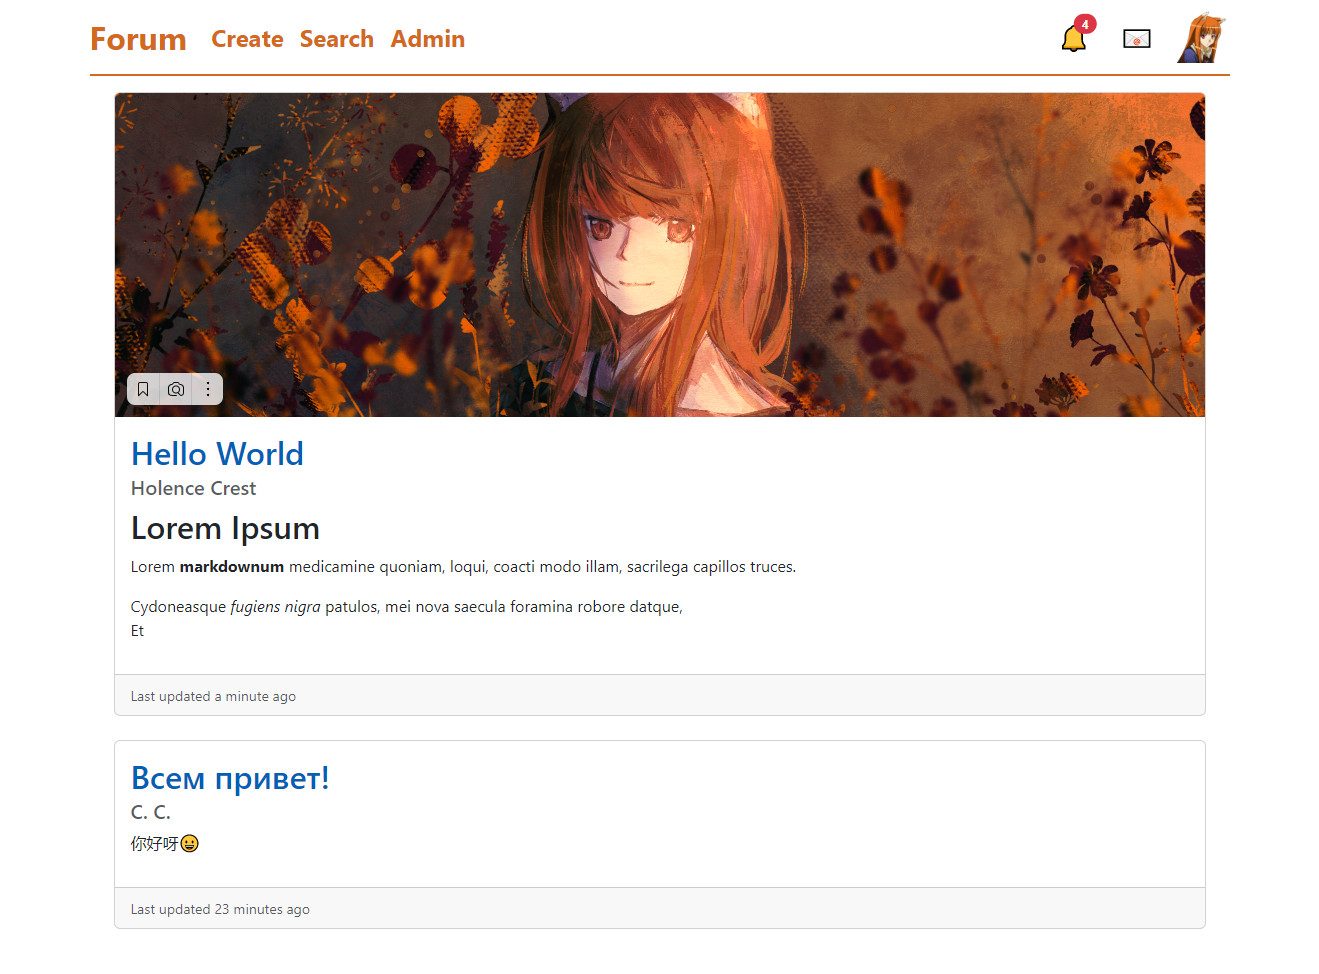 Forum Create Search Admin 4
Hello World
Holence Crest
Lorem Ipsum
Lorem markdownum medicamine quoniam, loqui, coacti modo illam, sacrilega capillos truces.
Cydoneasque fugiens nigra patulos, mei nova saecula foramina robore datque,
Et
Last updated a minute ago
Всем привет!
C. C.
你好呀😀
Last updated 23 minutes ago